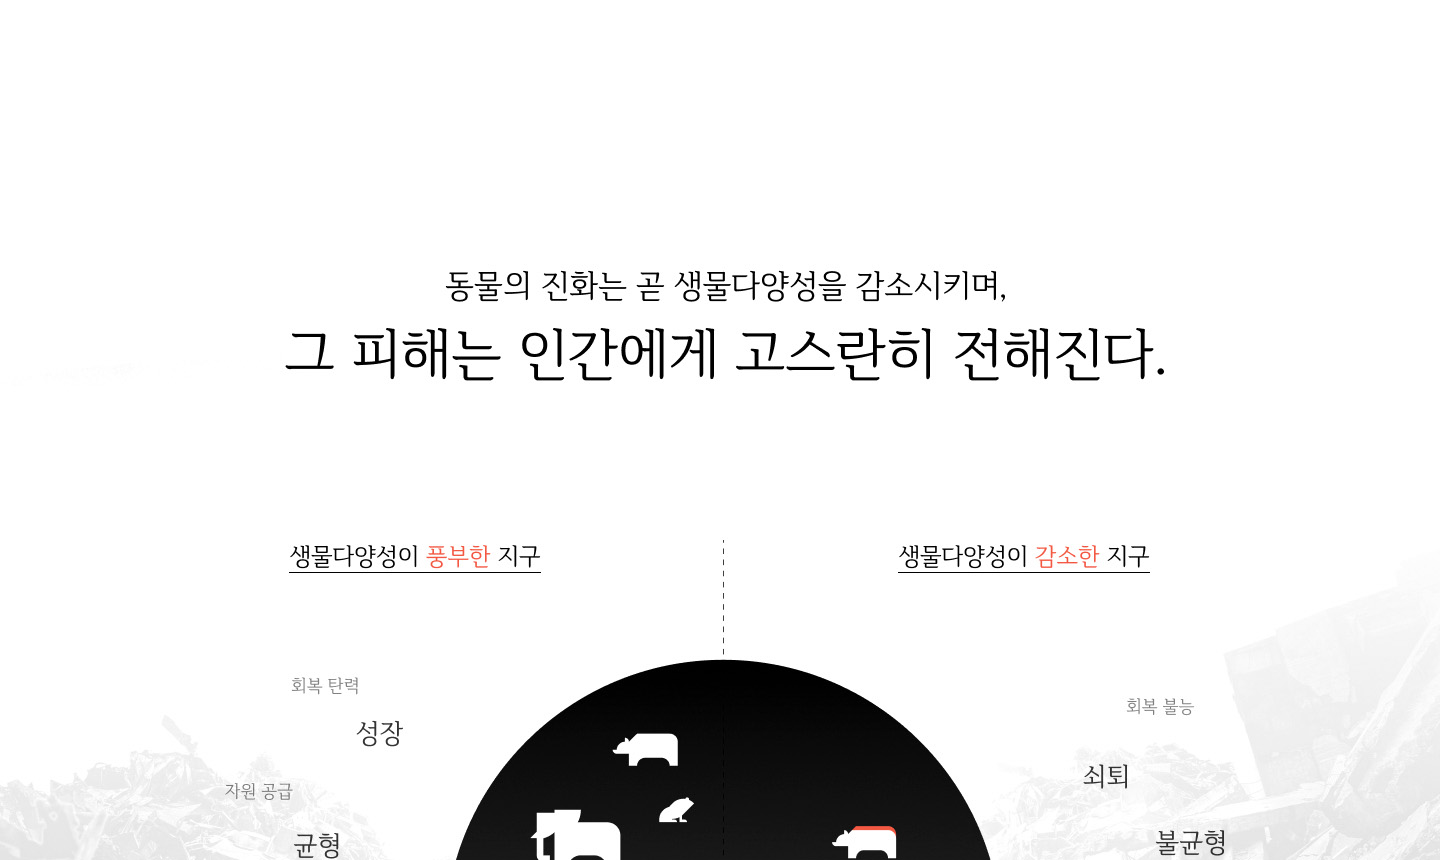 동물의 진화는 곧 생물다양성을 감소시키며,
그 피해는 인간에게 고스란히 전해진다.
생물다양성이 풍부한 지구
생물다양성이 감소한 지구
회복 탄력
성장
자원 공급
균형
회복 불능
쇠퇴
불균형